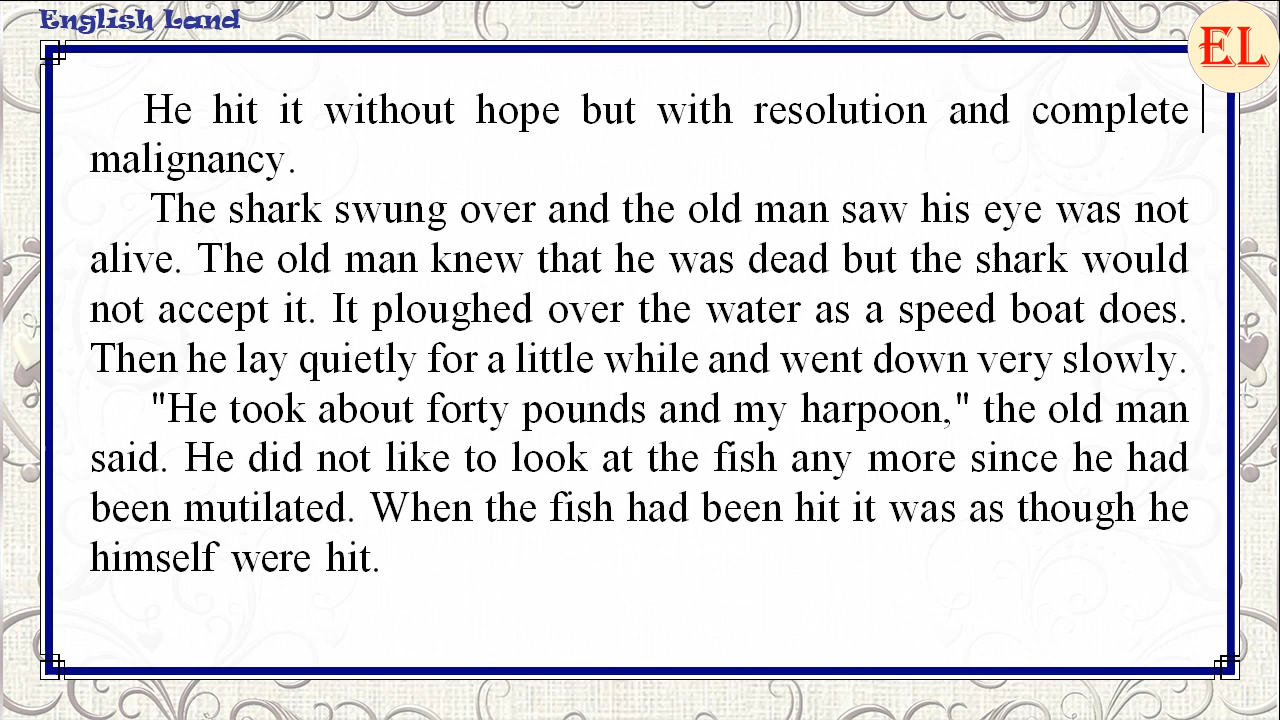 English Land
EL
He hit it without hope but with resolution and complete
malignancy.
The shark swung over and the old man saw his eye was not
alive. The old man knew that he was dead but the shark would
not accept it. It ploughed over the water as a speed boat does.
Then he lay quietly for a little while and went down very slowly.
"He took about forty pounds and my harpoon," the old man
said. He did not like to look at the fish any more since he had
been mutilated. When the fish had been hit it was as though he
himself were hit.